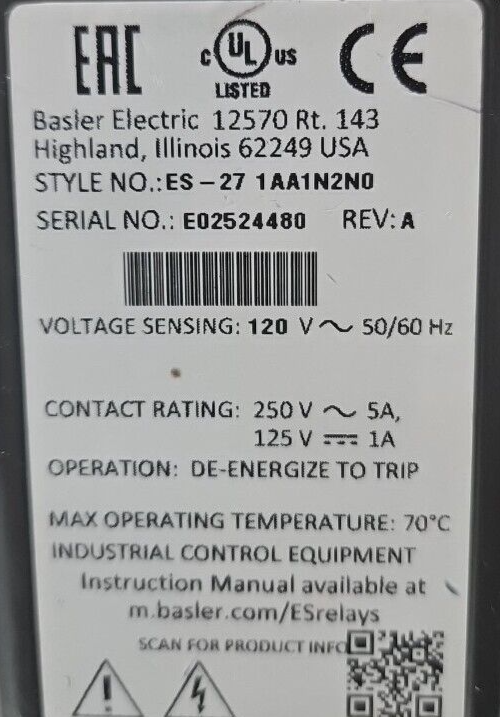 EAC
C UL US
LISTED
CE
Basler Electric 12570 Rt. 143
Highland, Illinois 62249 USA
STYLE NO.:ES-27 1AA1N2N0
SERIAL NO.: E02524480 REV: A
VOLTAGE SENSING: 120 V ~ 50/60 Hz
CONTACT RATING: 250 V ~ 5A,
125 V ⎓ 1A
OPERATION: DE-ENERGIZE TO TRIP
MAX OPERATING TEMPERATURE: 70°C
INDUSTRIAL CONTROL EQUIPMENT
Instruction Manual available at
m.basler.com/ESrelays
SCAN FOR PRODUCT INFO